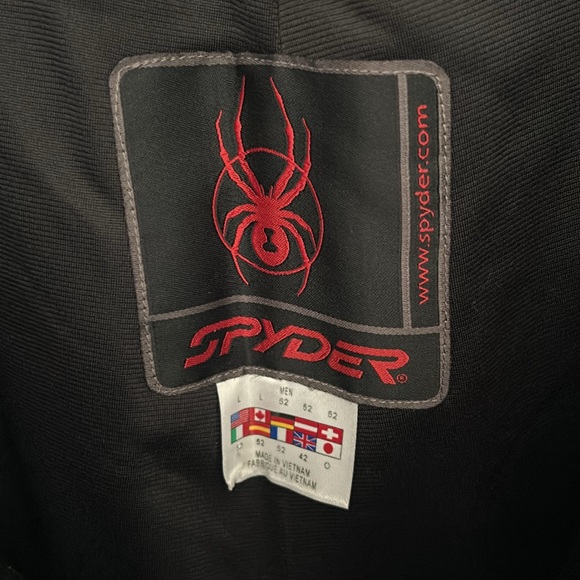 www.spyder.com
SPYDER®
MEN
L L 52 52 52
52 52 42 O
MADE IN VIETNAM
FABRIQUE AU VIETNAM